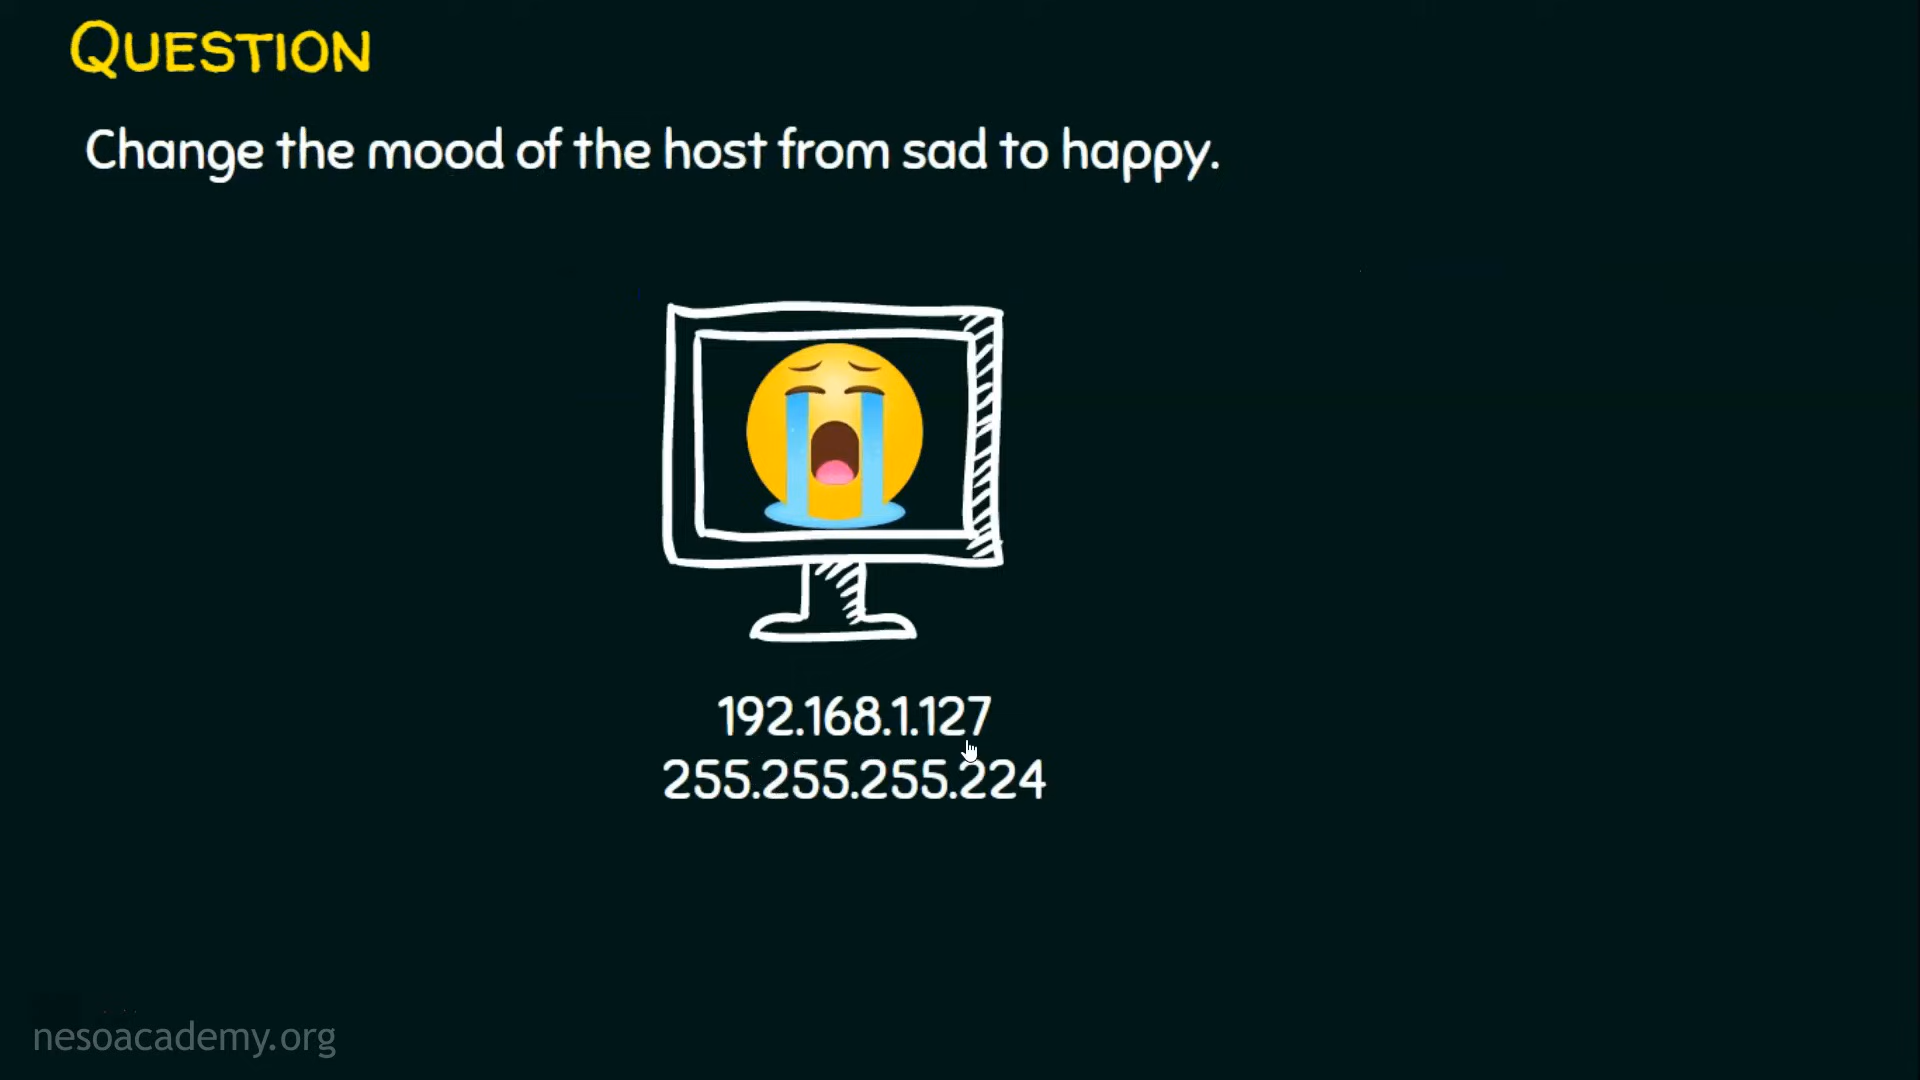 QUESTION
Change the mood of the host from sad to happy.
192.168.1.127
255.255.255.224
nesoacademy.org